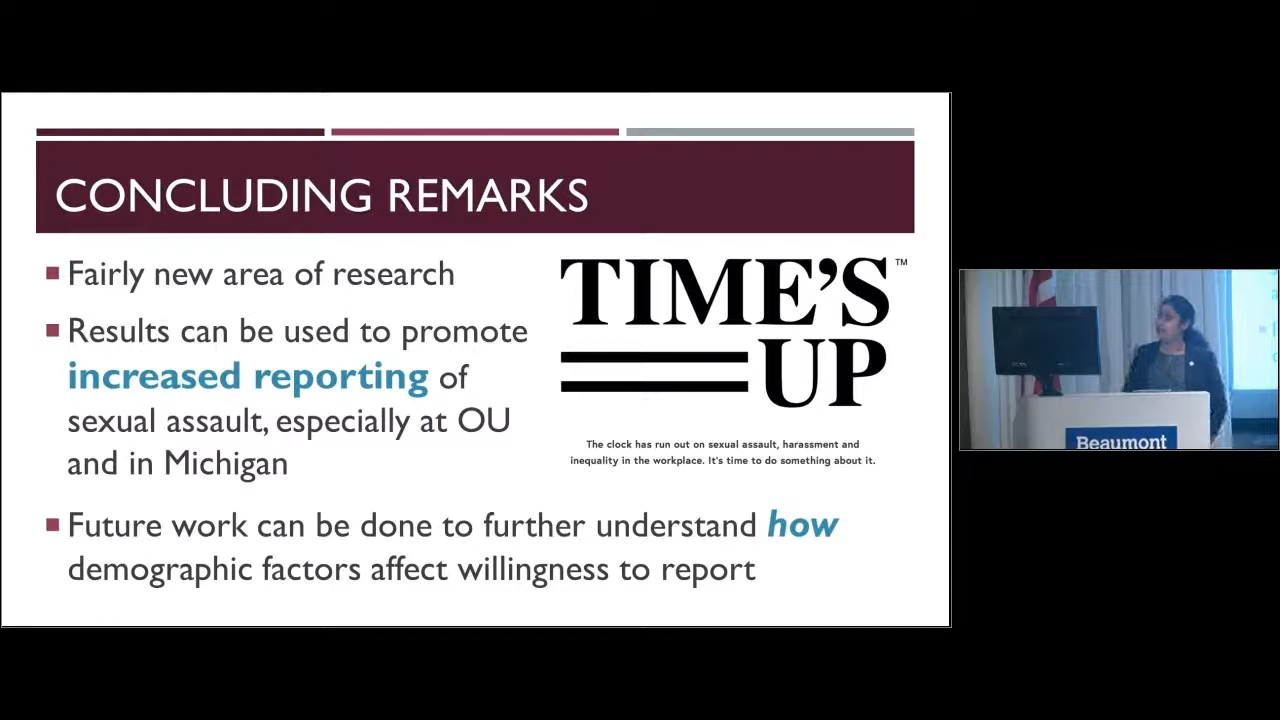 CONCLUDING REMARKS
Fairly new area of research
Results can be used to promote
increased reporting of
sexual assault, especially at OU
and in Michigan
TIME'S
UP
TM
The clock has run out on sexual assault, harassment and
inequality in the workplace. It's time to do something about it.
Future work can be done to further understand how
demographic factors affect willingness to report
Beaumont